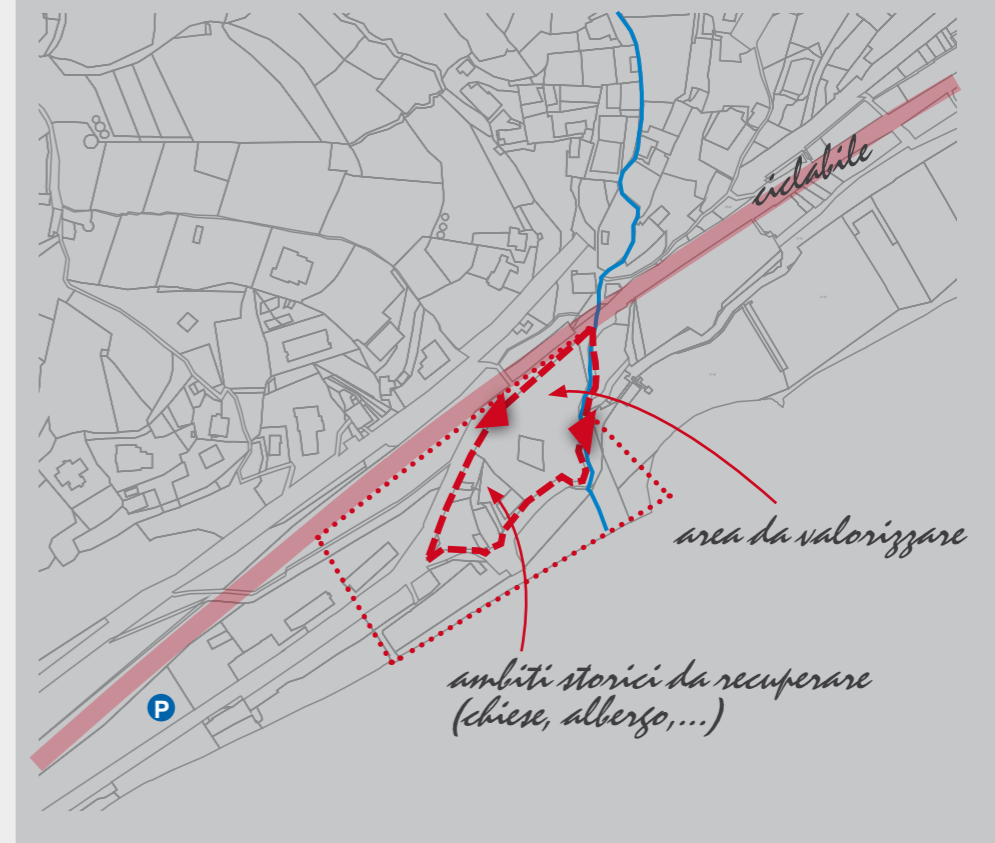 ciclabile
area da valorizzare
ambiti storici da recuperare
(chiese, albergo,...)
P